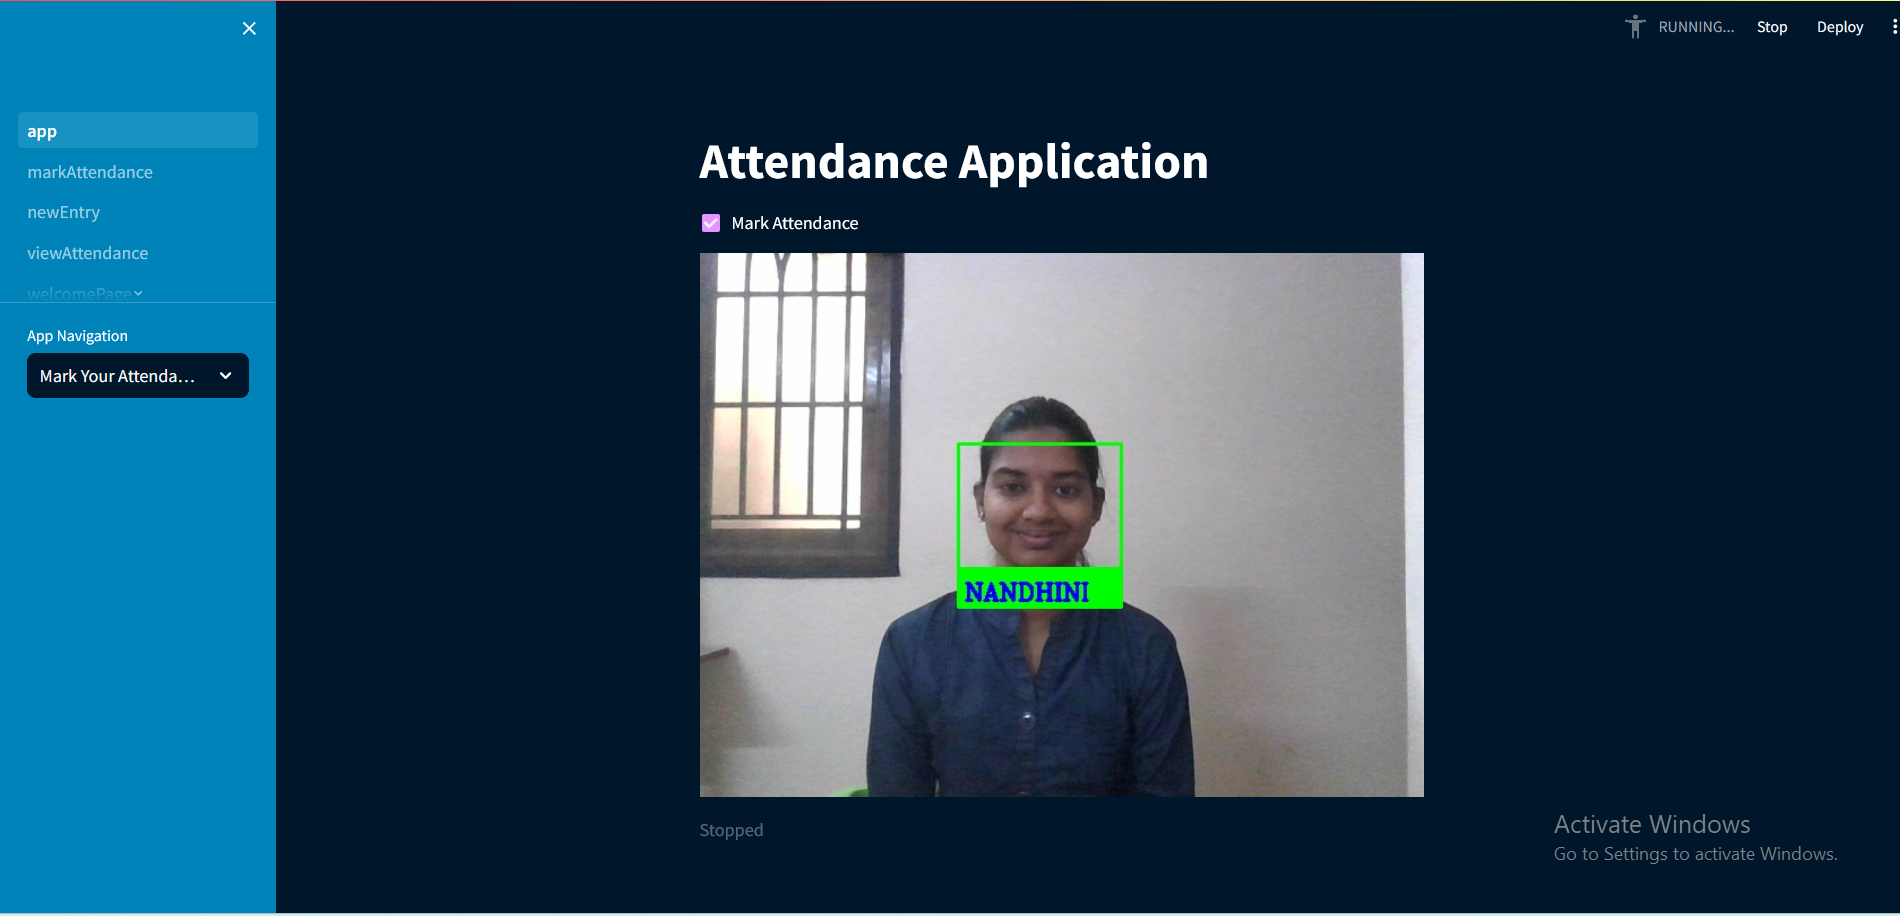 RUNNING...
Stop
Deploy
app
markAttendance
newEntry
viewAttendance
welcomePage
App Navigation
Mark Your Attenda...
Attendance Application
Mark Attendance
NANDHINI
Stopped
Activate Windows
Go to Settings to activate Windows.